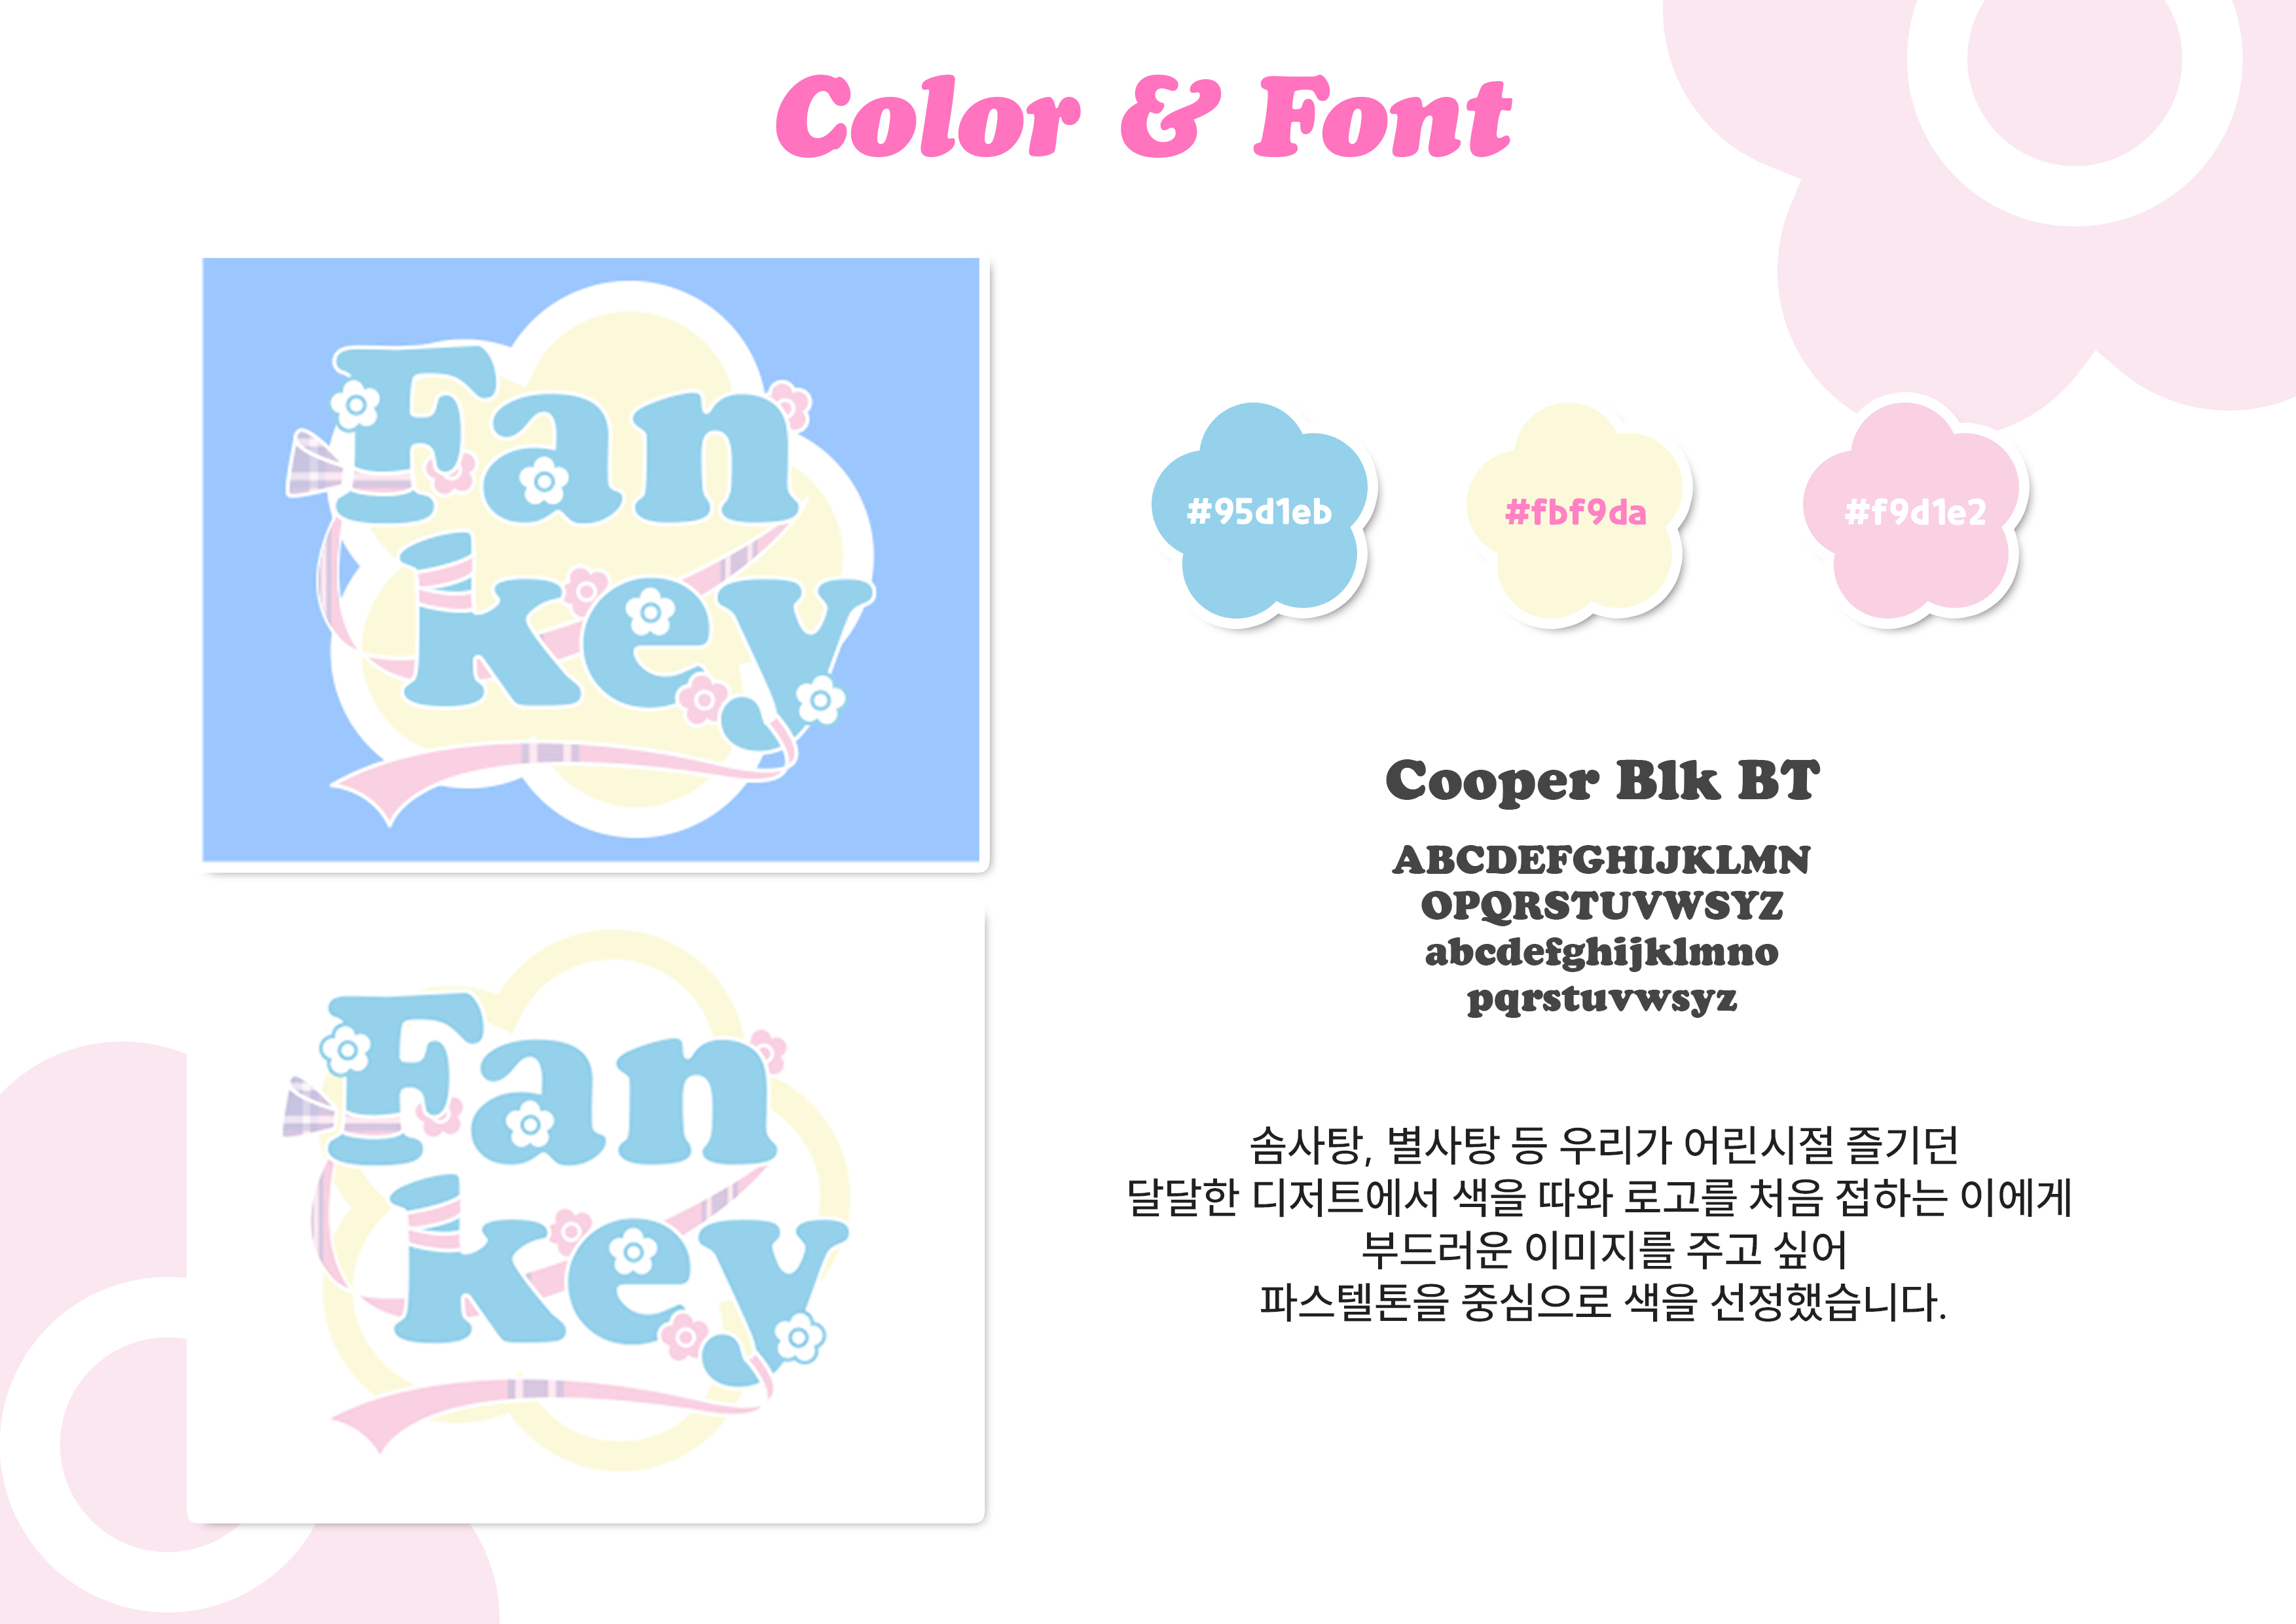 Color & Font
Fan
key
#95d1eb
#fbf9da
#f9d1e2
Cooper Blk BT
ABCDEFGHIJKLMN
OPQRSTUVWSYZ
abcdefghijklmno
pqrstuvwsyz
Fan
key
솜사탕, 별사탕 등 우리가 어린시절 즐기던
달달한 디저트에서 색을 따와 로고를 처음 접하는 이에게
부드러운 이미지를 주고 싶어
파스텔톤을 중심으로 색을 선정했습니다.